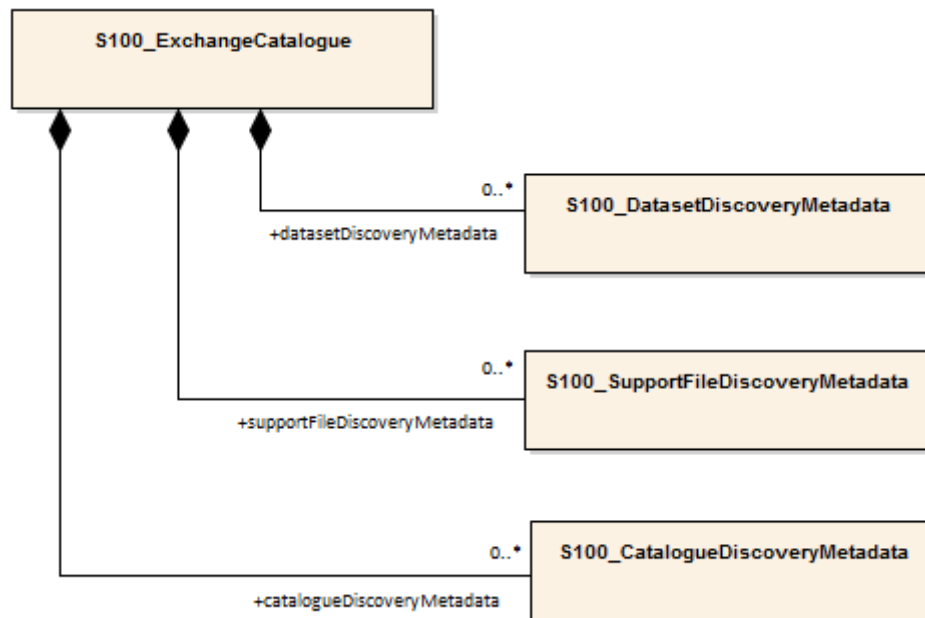 S100_ExchangeCatalogue
0..*
S100_DatasetDiscoveryMetadata
+datasetDiscoveryMetadata
0..*
S100_SupportFileDiscoveryMetadata
+supportFileDiscoveryMetadata
0..*
S100_CatalogueDiscoveryMetadata
+catalogueDiscoveryMetadata